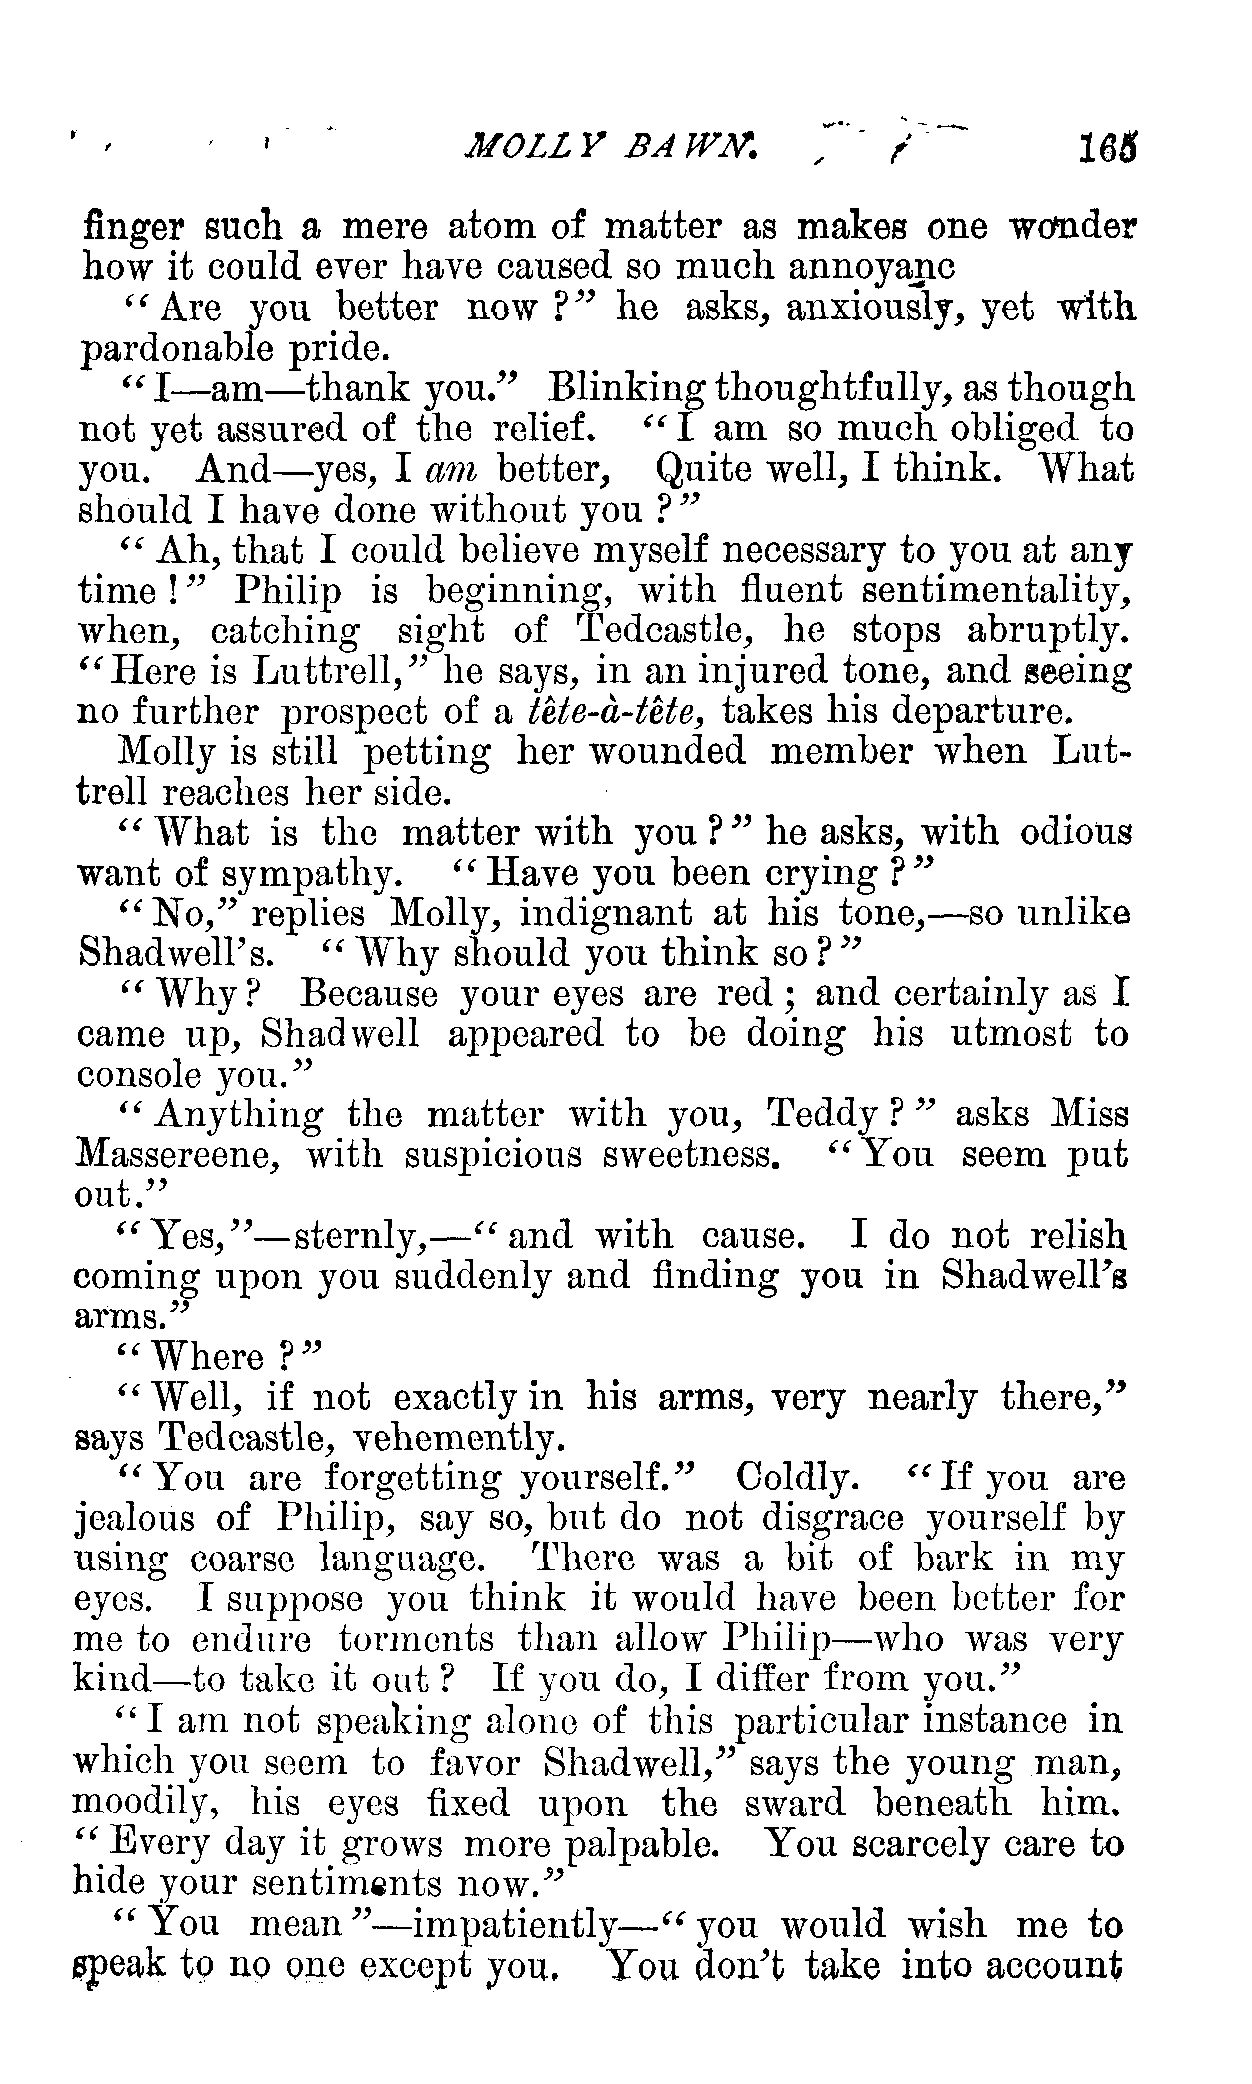 MOLLY BAWN. 165
finger such a mere atom of matter as makes one wonder
how it could ever have caused so much annoyanc
"Are you better now?" he asks, anxiously, yet with
pardonable pride.
"I—am—thank you." Blinking thoughtfully, as though
not yet assured of the relief. "I am so much obliged to
you. And—yes, I am better, Quite well, I think. What
should I have done without you?"
"Ah, that I could believe myself necessary to you at any
time!" Philip is beginning, with fluent sentimentality,
when, catching sight of Tedcastle, he stops abruptly.
"Here is Luttrell," he says, in an injured tone, and seeing
no further prospect of a tête-à-tête, takes his departure.
Molly is still petting her wounded member when Lut-
trell reaches her side.
"What is the matter with you?" he asks, with odious
want of sympathy. "Have you been crying?"
"No," replies Molly, indignant at his tone,—so unlike
Shadwell's. "Why should you think so?"
"Why? Because your eyes are red; and certainly as I
came up, Shadwell appeared to be doing his utmost to
console you."
"Anything the matter with you, Teddy?" asks Miss
Massereene, with suspicious sweetness. "You seem put
out."
"Yes,"—sternly,—"and with cause. I do not relish
coming upon you suddenly and finding you in Shadwell's
arms."
"Where?"
"Well, if not exactly in his arms, very nearly there,"
says Tedcastle, vehemently.
"You are forgetting yourself." Coldly. "If you are
jealous of Philip, say so, but do not disgrace yourself by
using coarse language. There was a bit of bark in my
eyes. I suppose you think it would have been better for
me to endure torments than allow Philip—who was very
kind—to take it out? If you do, I differ from you."
"I am not speaking alone of this particular instance in
which you seem to favor Shadwell," says the young man,
moodily, his eyes fixed upon the sward beneath him.
"Every day it grows more palpable. You scarcely care to
hide your sentiments now."
"You mean"—impatiently—"you would wish me to
speak to no one except you. You don't take into account